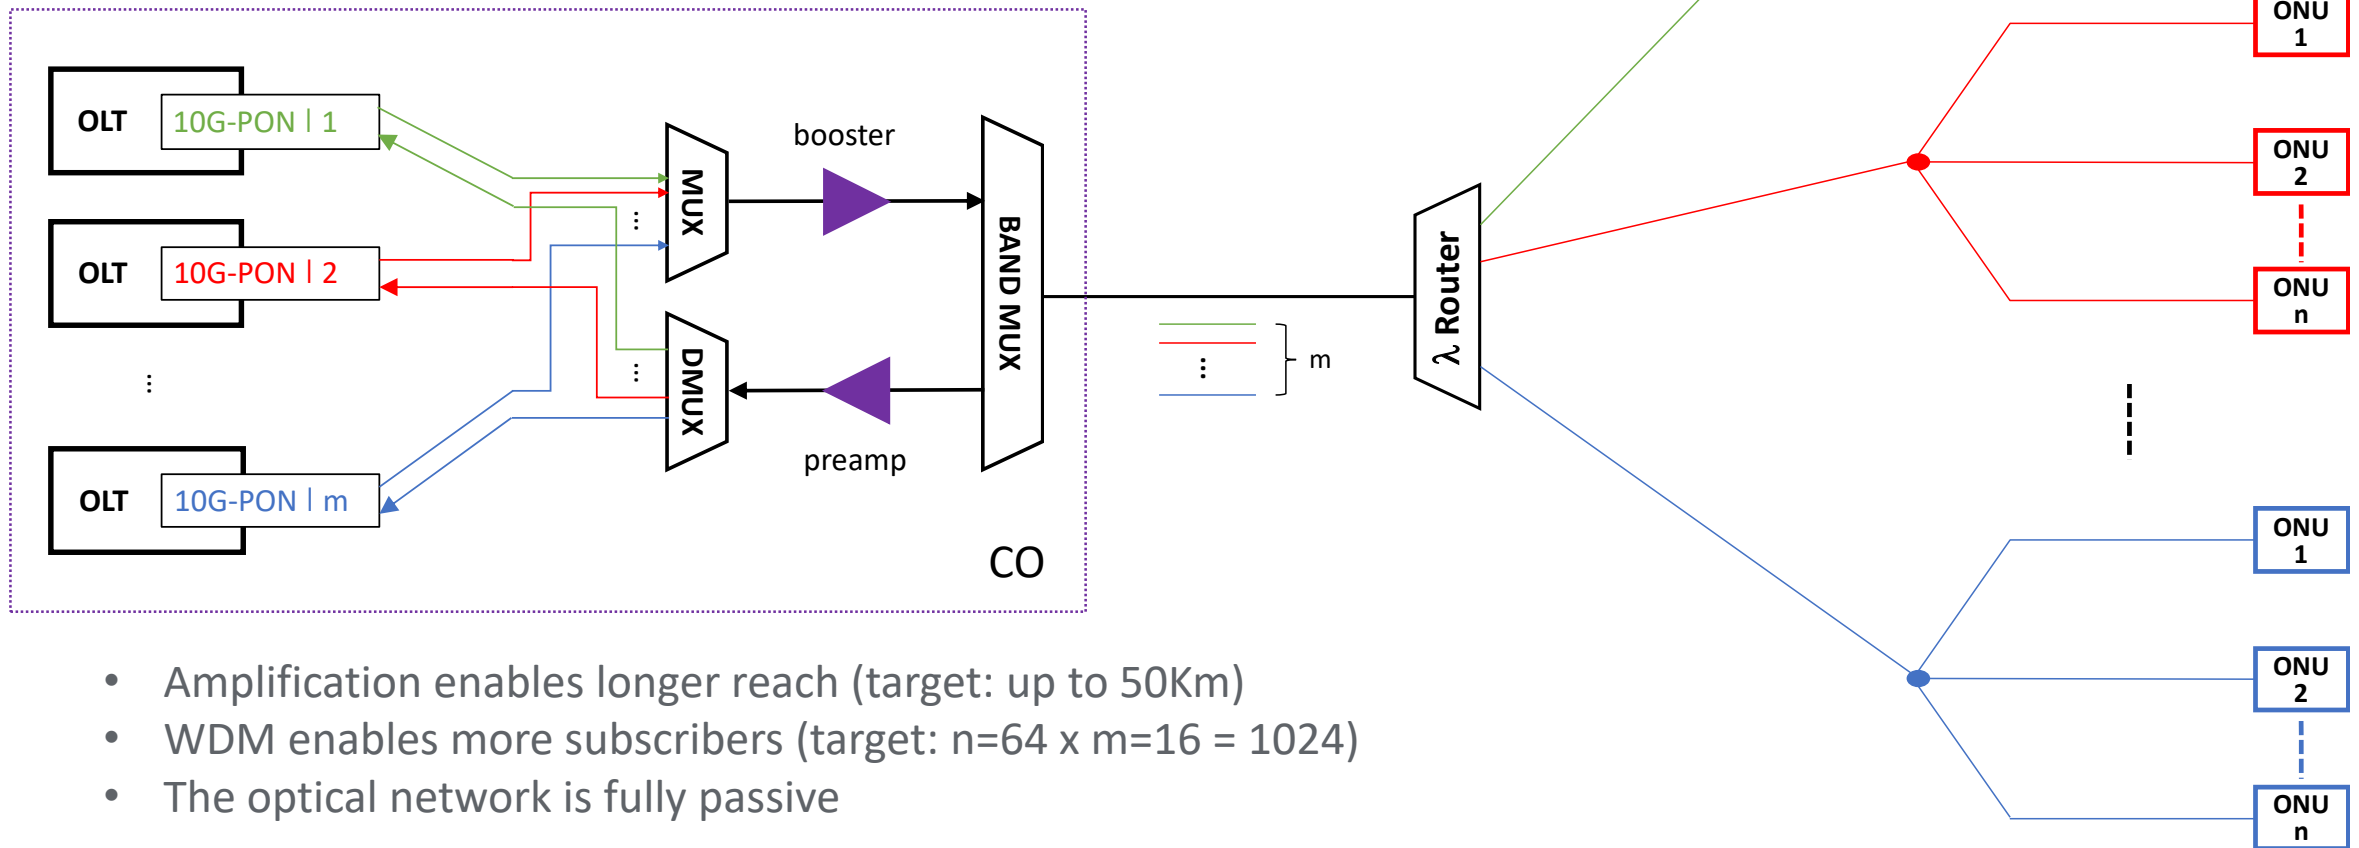 OLT
10G-PON l 1
OLT
10G-PON l 2
...
OLT
10G-PON l m
MUX
...
DMUX
...
booster
preamp
BAND MUX
CO
...
m
λ Router
ONU
1
ONU
2
ONU
n
ONU
1
ONU
2
ONU
n
• Amplification enables longer reach (target: up to 50Km)
• WDM enables more subscribers (target: n=64 x m=16 = 1024)
• The optical network is fully passive